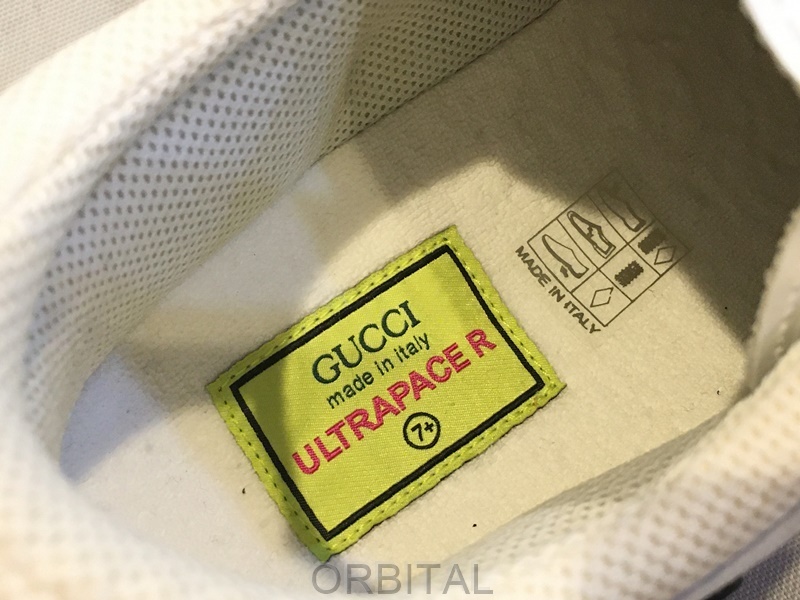 GUCCI
made in italy
ULTRAPACE R
7+
MADE IN ITALY
ORBITAL